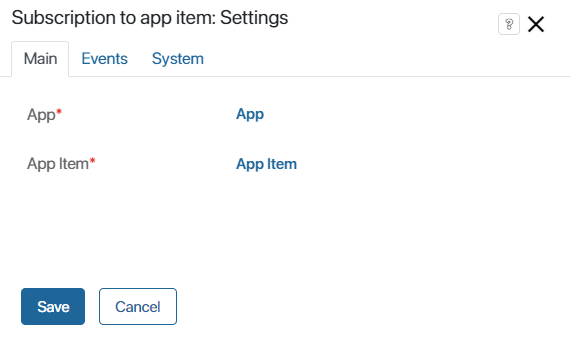 Subscription to app item: Settings
?
Main Events System
App* App
App Item* App Item
Save Cancel